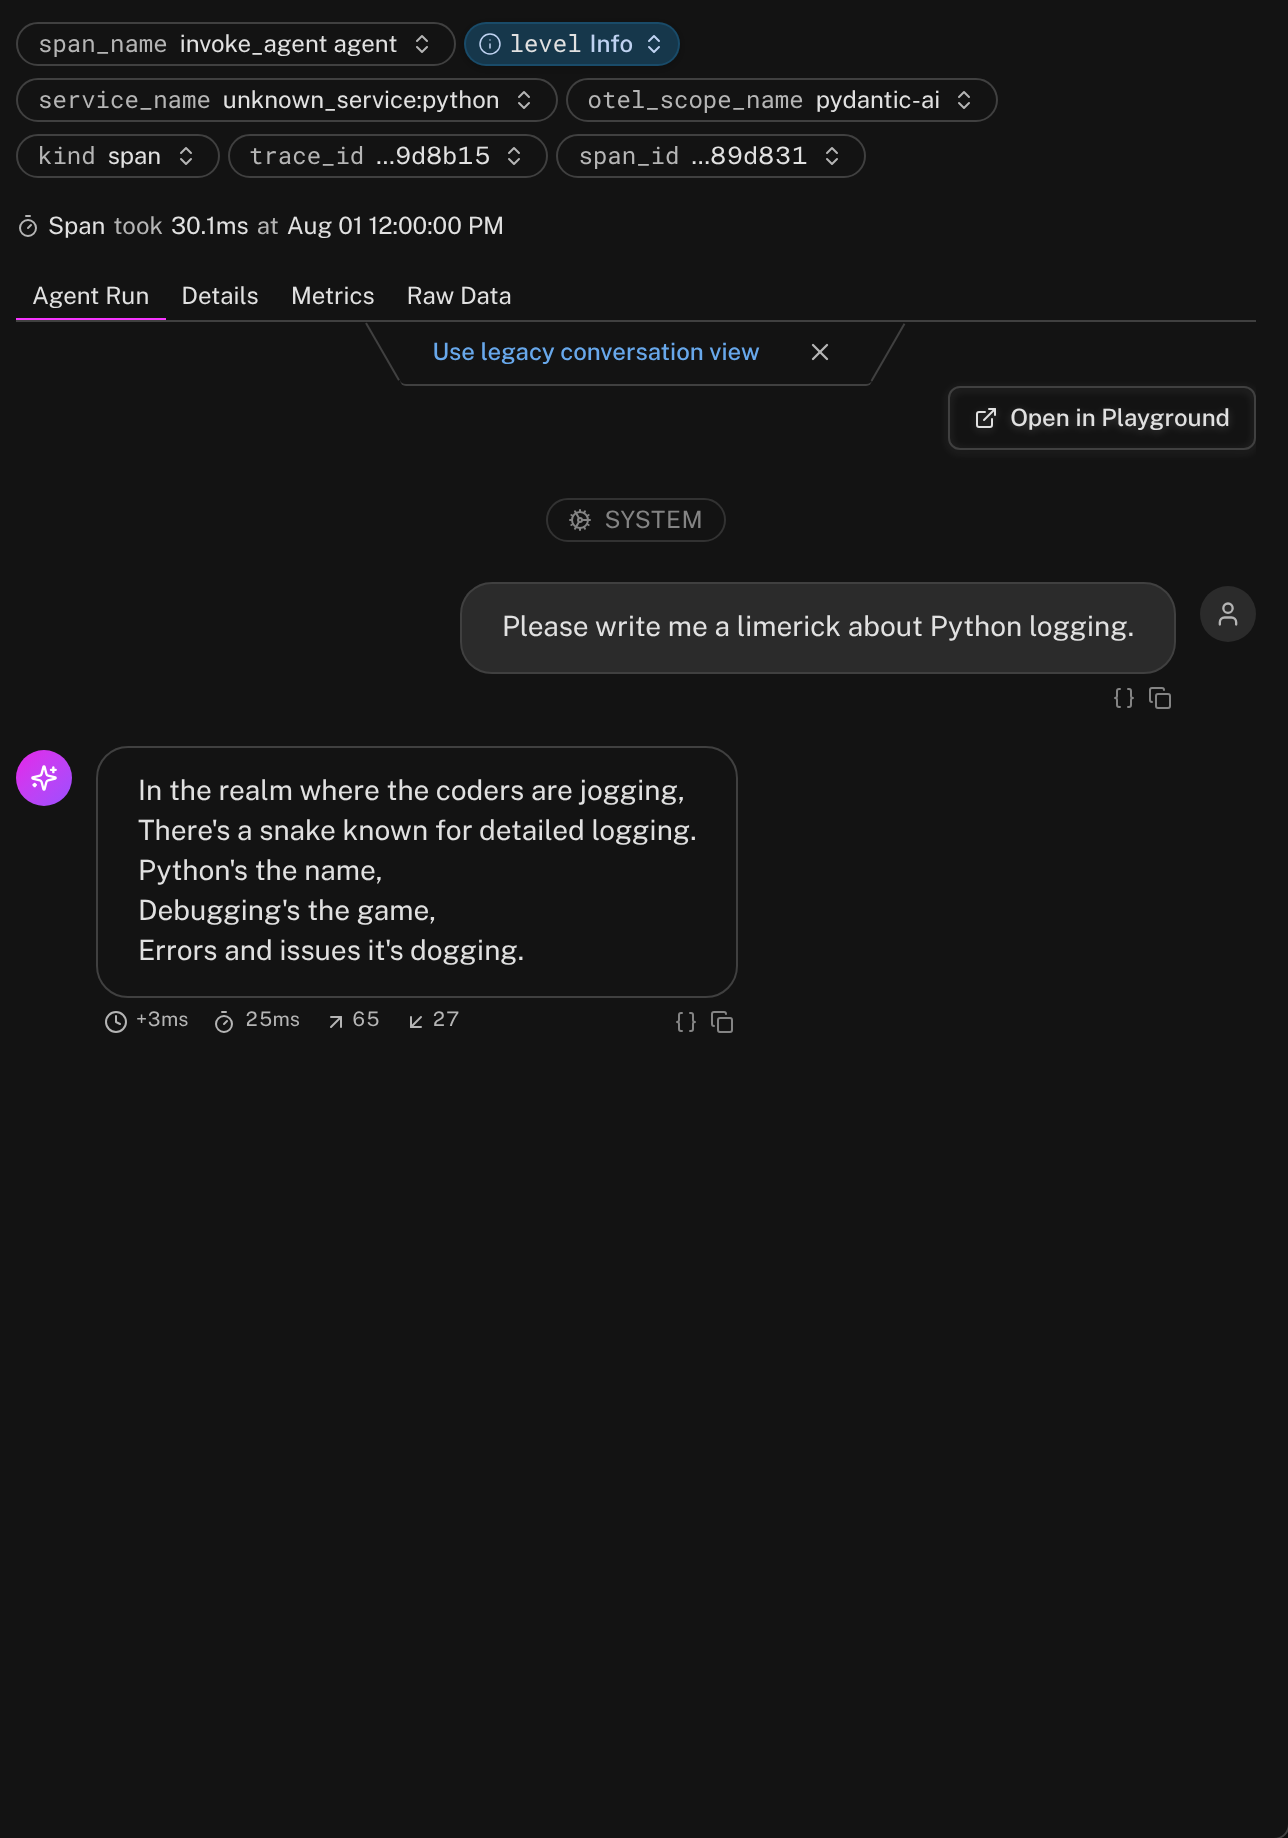 span_name invoke_agent agent level Info
service_name unknown_service:python otel_scope_name pydantic-ai
kind span trace_id ...9d8b15 span_id ...89d831
Span took 30.1ms at Aug 01 12:00:00 PM
Agent Run Details Metrics Raw Data
Use legacy conversation view
Open in Playground
SYSTEM
Please write me a limerick about Python logging.
{}
In the realm where the coders are jogging,
There's a snake known for detailed logging.
Python's the name,
Debugging's the game,
Errors and issues it's dogging.
+3ms 25ms 65 27 {}